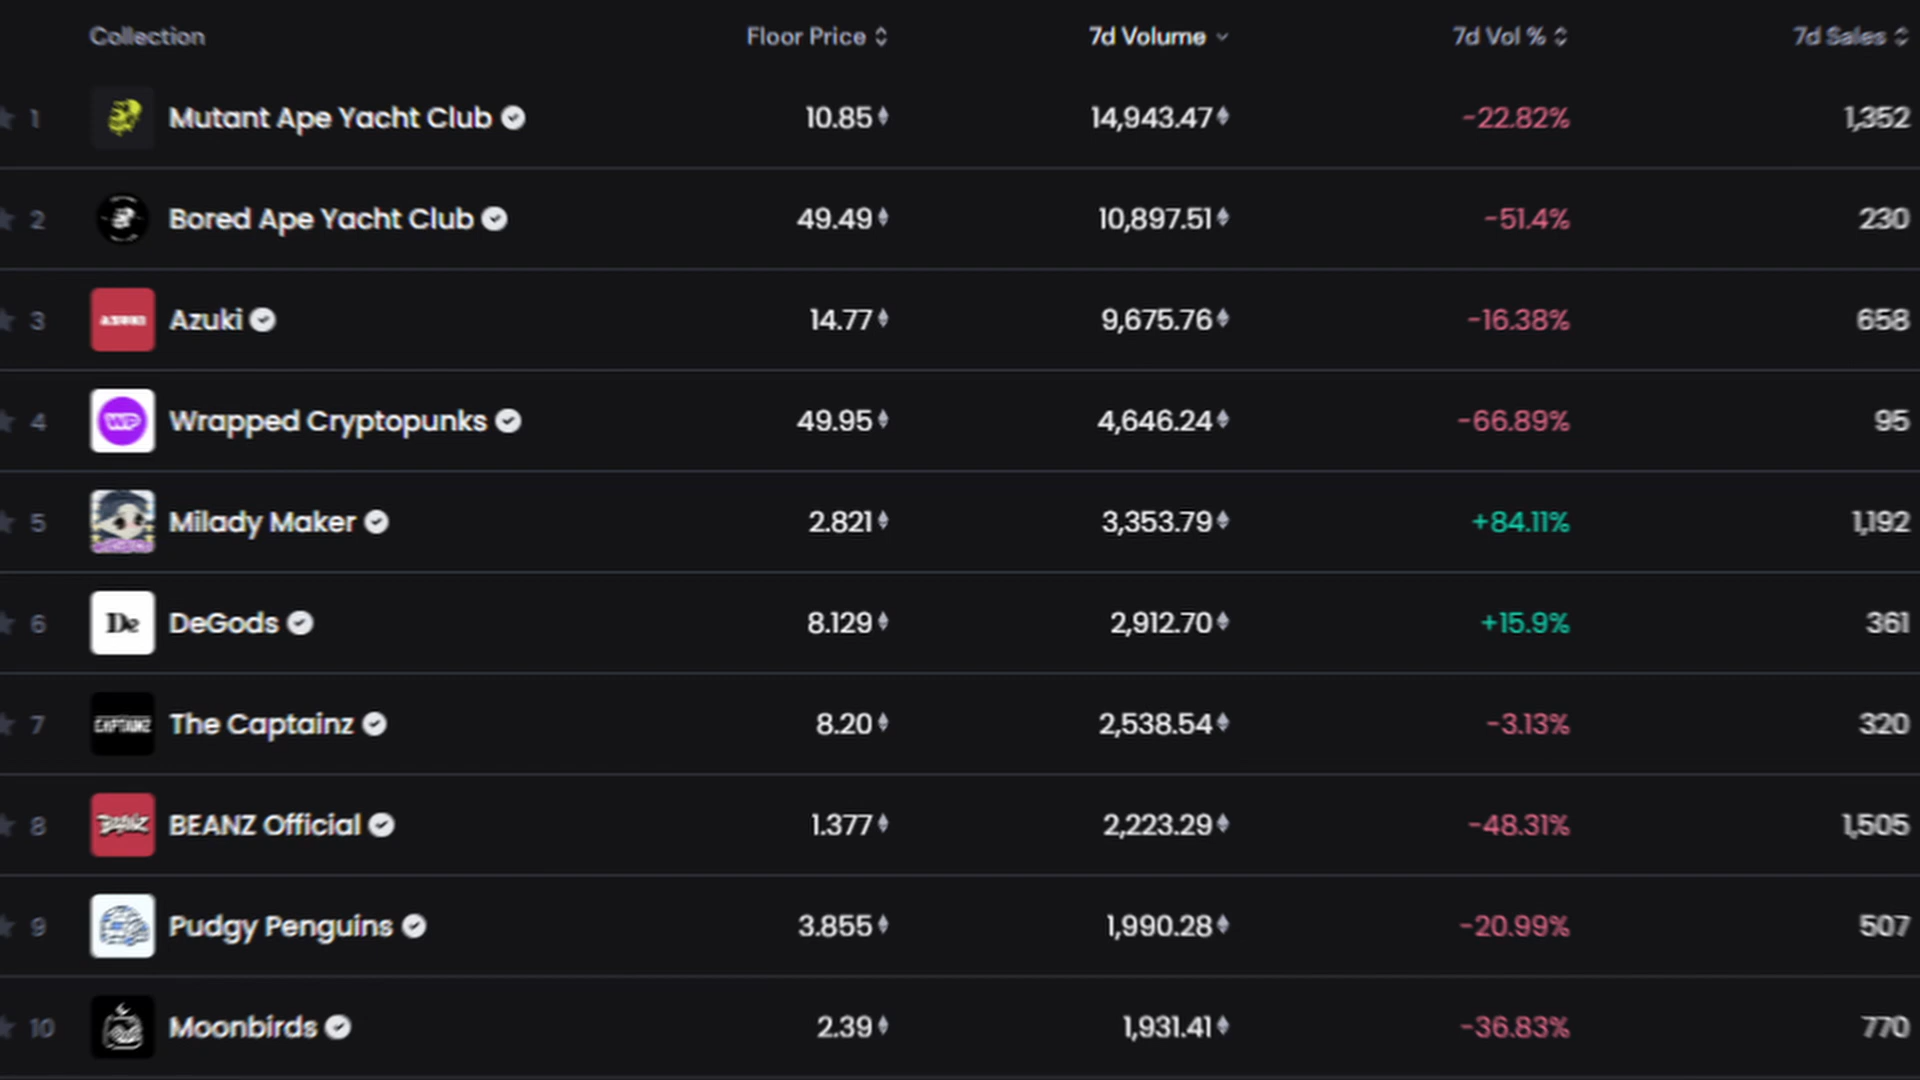 Collection Floor Price 7d Volume 7d Vol % 7d Sales
1 Mutant Ape Yacht Club 10.85 14,943.47 -22.82% 1,352
2 Bored Ape Yacht Club 49.49 10,897.51 -51.4% 230
3 AZUKI Azuki 14.77 9,675.76 -16.38% 658
4 WP Wrapped Cryptopunks 49.95 4,646.24 -66.89% 95
5 Milady Maker 2.821 3,353.79 +84.11% 1,192
6 De DeGods 8.129 2,912.70 +15.9% 361
7 CAPTAINZ The Captainz 8.20 2,538.54 -3.13% 320
8 BEANZ BEANZ Official 1.377 2,223.29 -48.31% 1,505
9 Pudgy Penguins 3.855 1,990.28 -20.99% 507
10 Moonbirds 2.39 1,931.41 -36.83% 770